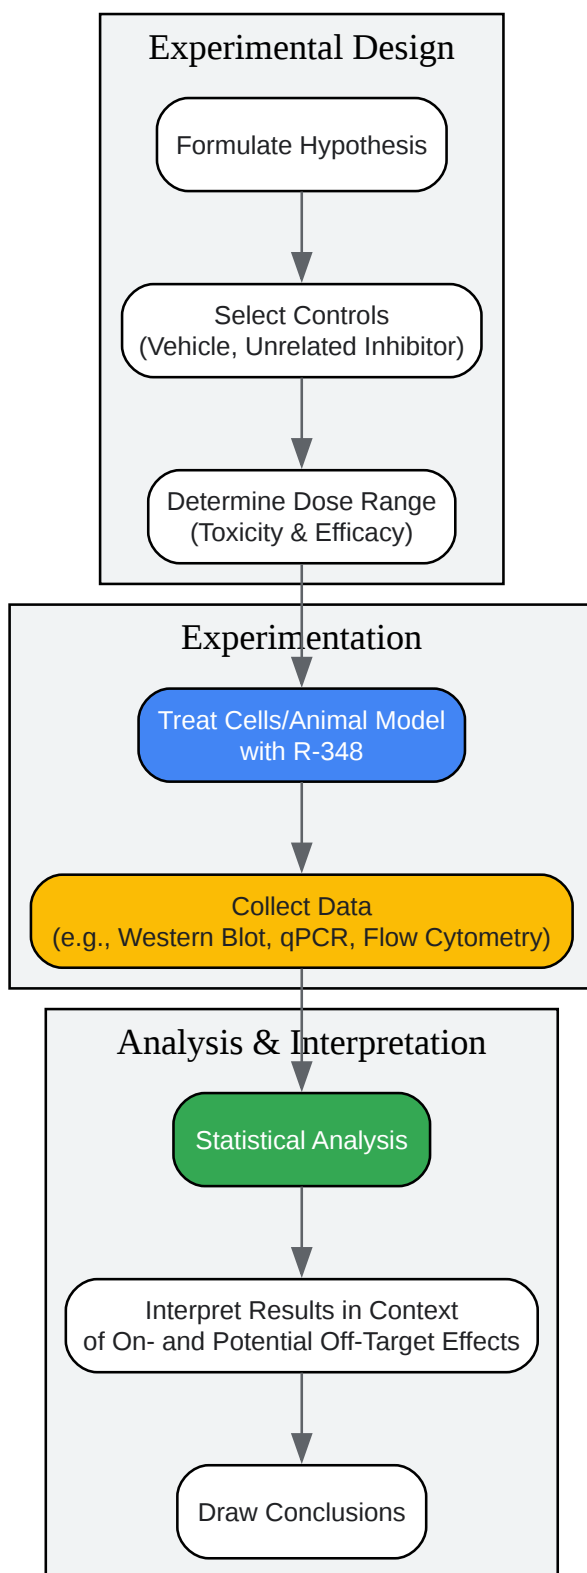 Experimental Design
Formulate Hypothesis
Select Controls
(Vehicle, Unrelated Inhibitor)
Determine Dose Range
(Toxicity & Efficacy)
Experimentation
Treat Cells/Animal Model
with R-348
Collect Data
(e.g., Western Blot, qPCR, Flow Cytometry)
Analysis & Interpretation
Statistical Analysis
Interpret Results in Context
of On- and Potential Off-Target Effects
Draw Conclusions